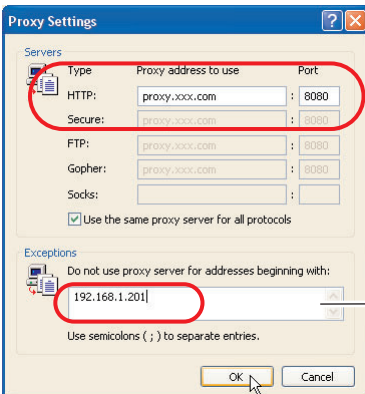 Proxy Settings
Servers
Type Proxy address to use Port
HTTP: proxy.xxx.com : 8080
Secure: proxy.xxx.com : 8080
FTP: proxy.xxx.com : 8080
Gopher: proxy.xxx.com : 8080
Socks: :
Use the same proxy server for all protocols
Exceptions
Do not use proxy server for addresses beginning with:
192.168.1.201
Use semicolons ( ; ) to separate entries.
OK Cancel